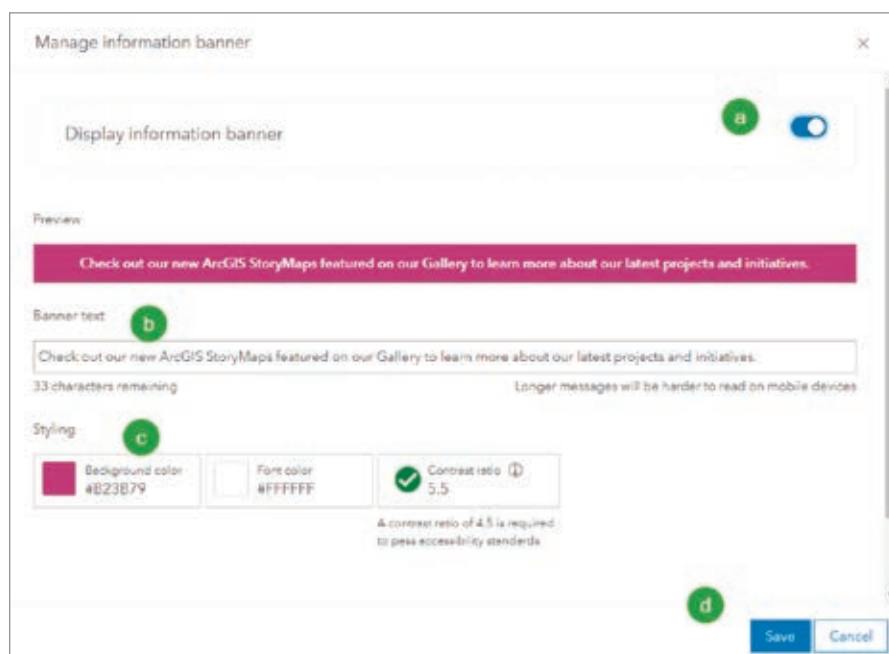 Manage information banner
a
Display information banner
Preview
Check out our new ArcGIS StoryMaps featured on our Gallery to learn more about our latest projects and initiatives.
Banner text
b
Check out our new ArcGIS StoryMaps featured on our Gallery to learn more about our latest projects and initiatives.
33 characters remaining Longer messages will be harder to read on mobile devices
Styling
c
Background color Font color Contrast ratio
#B23B79 #FFFFFF 5.5
A contrast ratio of 4.5 is required
to pass accessibility standards
d
Save Cancel